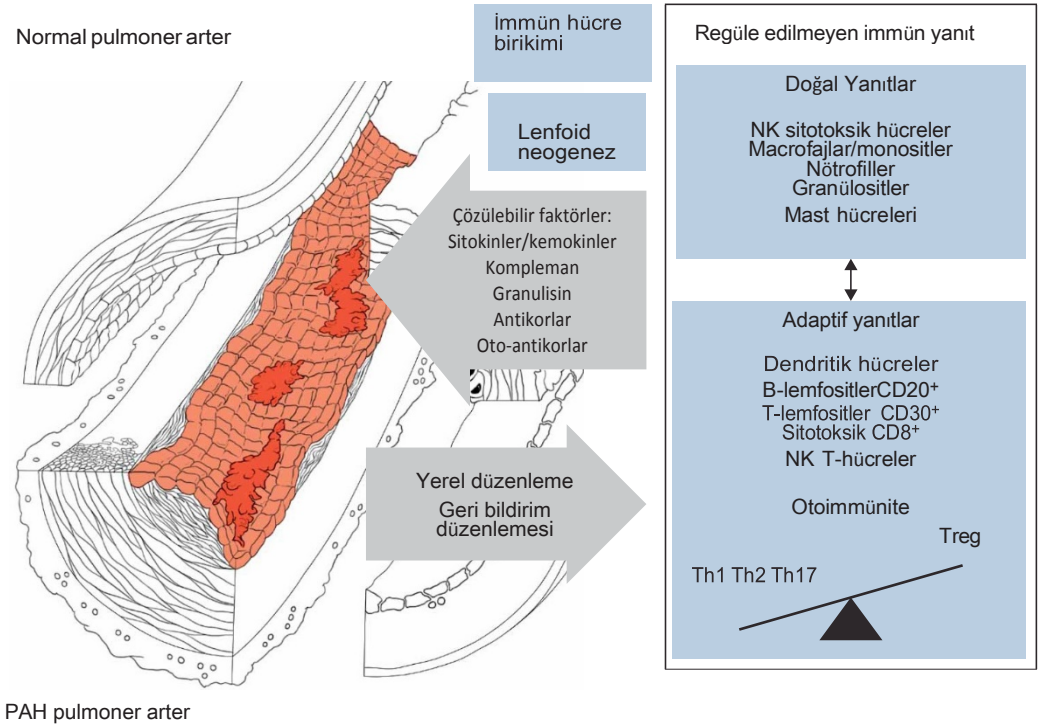 Normal pulmoner arter
İmmün hücre
birikimi
Lenfoid
neogenez
Çözülebilir faktörler:
Sitokinler/kemokinler
Kompleman
Granulisin
Antikorlar
Oto-antikorlar
Yerel düzenleme
Geri bildirim
düzenlemesi
Regüle edilmeyen immün yanıt
Doğal Yanıtlar
NK sitotoksik hücreler
Macrofajlar/monositler
Nötrofiller
Granülositler
Mast hücreleri
Adaptif yanıtlar
Dendritik hücreler
B-lemfositlerCD20⁺
T-lemfositler CD30⁺
Sitotoksik CD8⁺
NK T-hücreler
Otoimmünite
Treg
Th1 Th2 Th17
PAH pulmoner arter